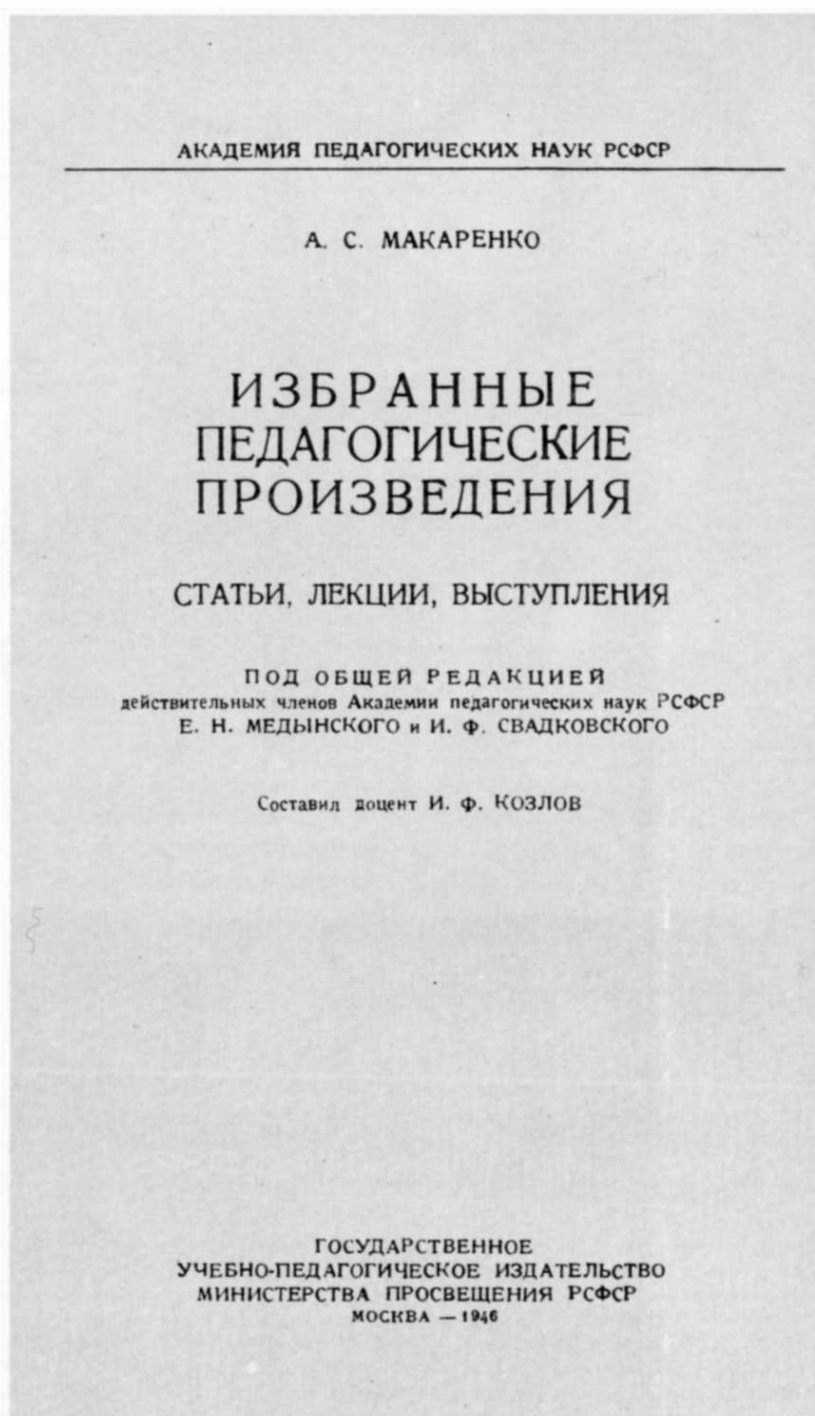 АКАДЕМИЯ ПЕДАГОГИЧЕСКИХ НАУК РСФСР
А. С. МАКАРЕНКО
ИЗБРАННЫЕ
ПЕДАГОГИЧЕСКИЕ
ПРОИЗВЕДЕНИЯ
СТАТЬИ, ЛЕКЦИИ, ВЫСТУПЛЕНИЯ
ПОД ОБЩЕЙ РЕДАКЦИЕЙ
действительных членов Академии педагогических наук РСФСР
Е. Н. МЕДЫНСКОГО и И. Ф. СВАДКОВСКОГО
Составил доцент И. Ф. КОЗЛОВ
ГОСУДАРСТВЕННОЕ
УЧЕБНО-ПЕДАГОГИЧЕСКОЕ ИЗДАТЕЛЬСТВО
МИНИСТЕРСТВА ПРОСВЕЩЕНИЯ РСФСР
МОСКВА — 1946